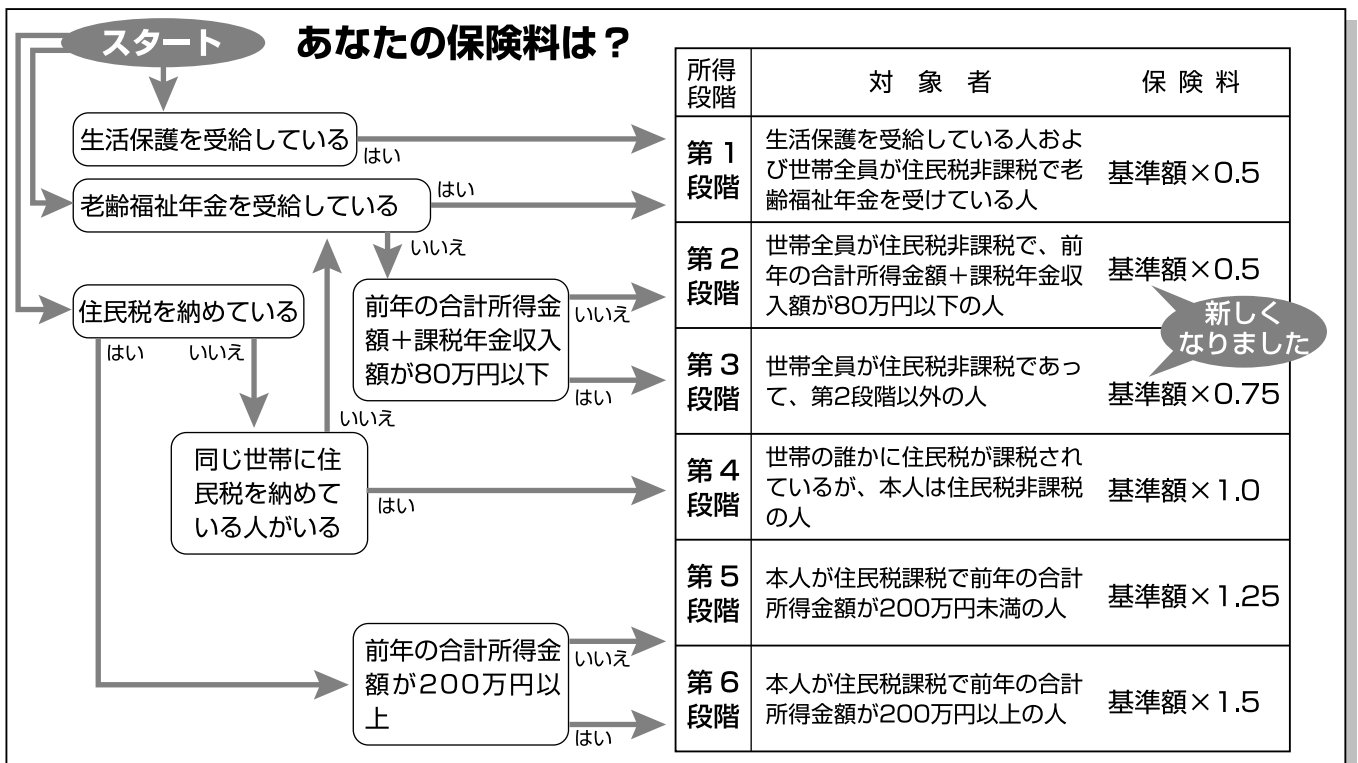 スタート
あなたの保険料は？
生活保護を受給している
はい
老齢福祉年金を受給している
はい
いいえ
住民税を納めている
はい
いいえ
前年の合計所得金
額＋課税年金収入
額が80万円以下
いいえ
はい
いいえ
同じ世帯に住
民税を納めて
いる人がいる
はい
前年の合計所得金
額が200万円以
上
いいえ
はい
所得
段階
対象者
保険料
第1
段階
生活保護を受給している人およ
び世帯全員が住民税非課税で老
齢福祉年金を受けている人
基準額×0.5
第2
段階
世帯全員が住民税非課税で、前
年の合計所得金額＋課税年金収
入額が80万円以下の人
基準額×0.5
新しく
なりました
第3
段階
世帯全員が住民税非課税であっ
て、第2段階以外の人
基準額×0.75
第4
段階
世帯の誰かに住民税が課税され
ているが、本人は住民税非課税
の人
基準額×1.0
第5
段階
本人が住民税課税で前年の合計
所得金額が200万円未満の人
基準額×1.25
第6
段階
本人が住民税課税で前年の合計
所得金額が200万円以上の人
基準額×1.5